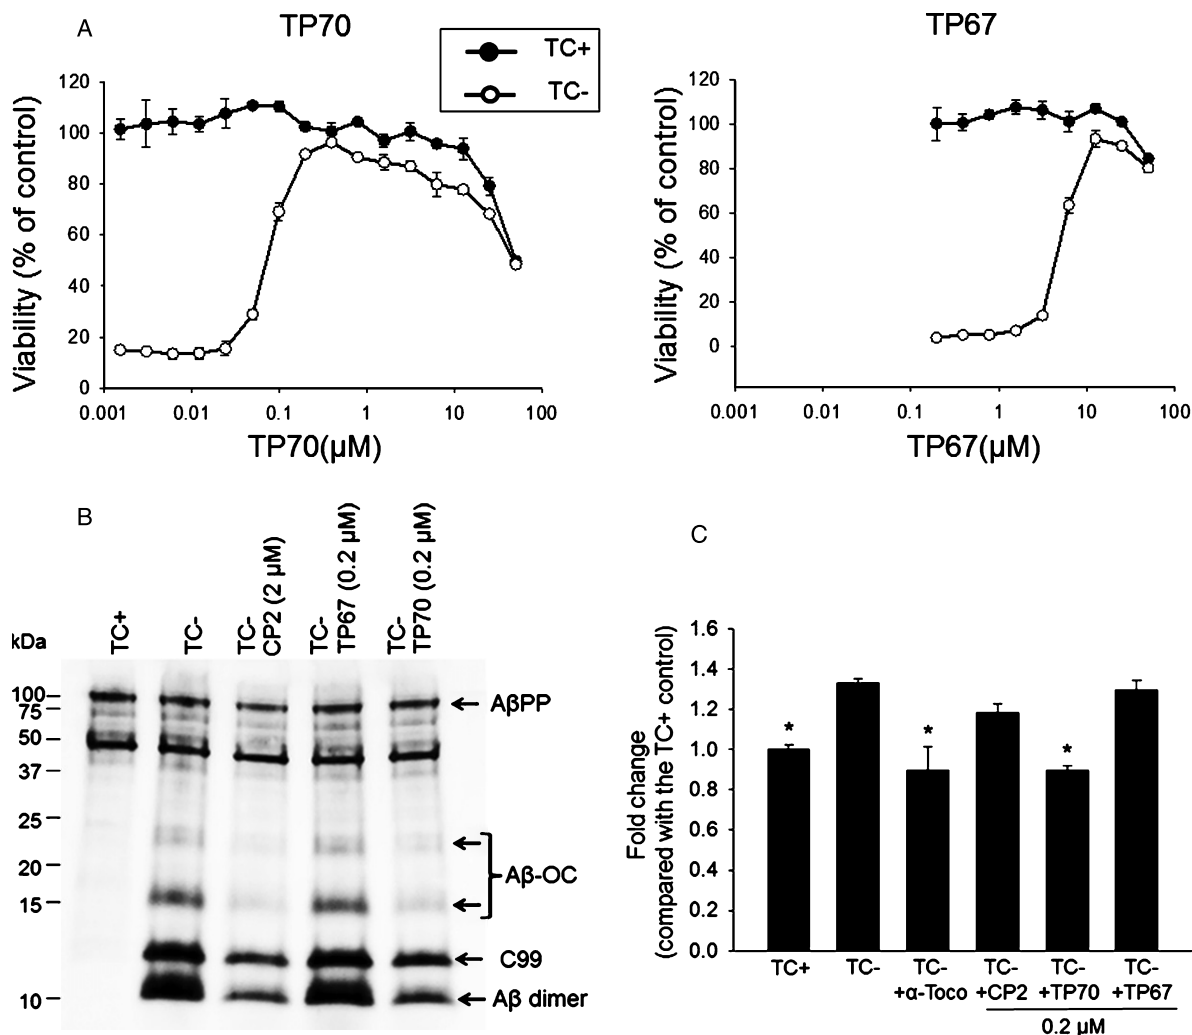 A
TP70
TC+
TC-
Viability (% of control)
120
100
80
60
40
20
0
0.001
0.01
0.1
1
10
100
TP70(µM)
TP67
Viability (% of control)
120
100
80
60
40
20
0
0.001
0.01
0.1
1
10
100
TP67(µM)
B
kDa
TC+
TC-
TC-
CP2 (2 µM)
TC-
TP67 (0.2 µM)
TC-
TP70 (0.2 µM)
100
75
50
37
25
20
15
10
AβPP
Aβ-OC
C99
Aβ dimer
C
Fold change
(compared with the TC+ control)
1.6
1.4
1.2
1.0
0.8
0.6
0.4
0.2
0.0
*
*
*
TC+
TC-
TC-
+α-Toco
TC-
+CP2
TC-
+TP70
TC-
+TP67
0.2 µM